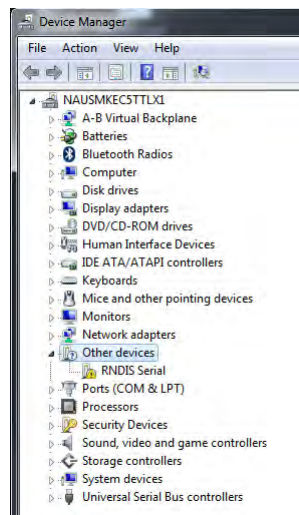 Device Manager
File Action View Help
NAUSMKEC5TTLX1
A-B Virtual Backplane
Batteries
Bluetooth Radios
Computer
Disk drives
Display adapters
DVD/CD-ROM drives
Human Interface Devices
IDE ATA/ATAPI controllers
Keyboards
Mice and other pointing devices
Monitors
Network adapters
Other devices
RNDIS Serial
Ports (COM & LPT)
Processors
Security Devices
Sound, video and game controllers
Storage controllers
System devices
Universal Serial Bus controllers